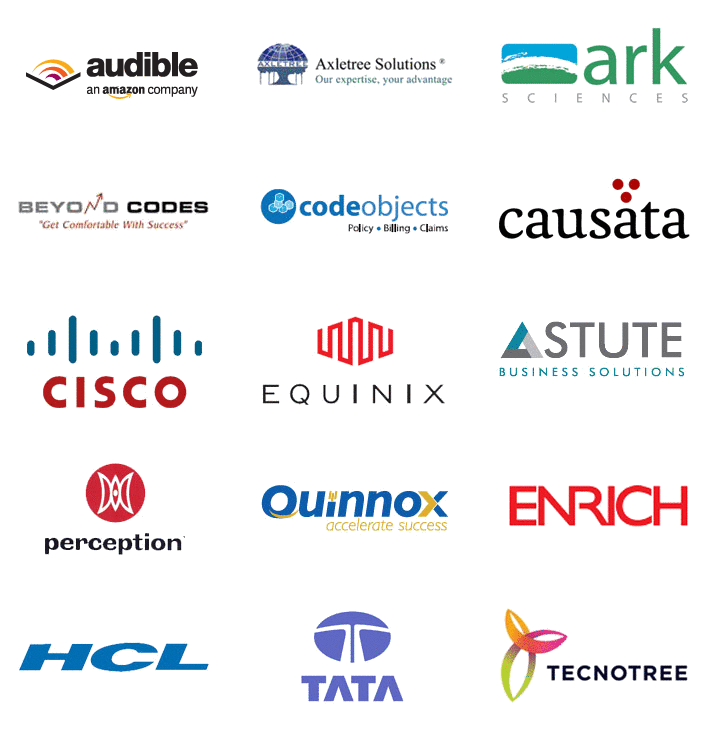 audible
an amazon company
AXLETREE
Axletree Solutions ®
Our expertise, your advantage
ark
SCIENCES
BEYOND CODES
"Get Comfortable With Success"
codeobjects
Policy • Billing • Claims
causata
CISCO
EQUINIX
ASTUTE
BUSINESS SOLUTIONS
perception
Quinnox
accelerate success
ENRICH
HCL
TATA
TECNOTREE